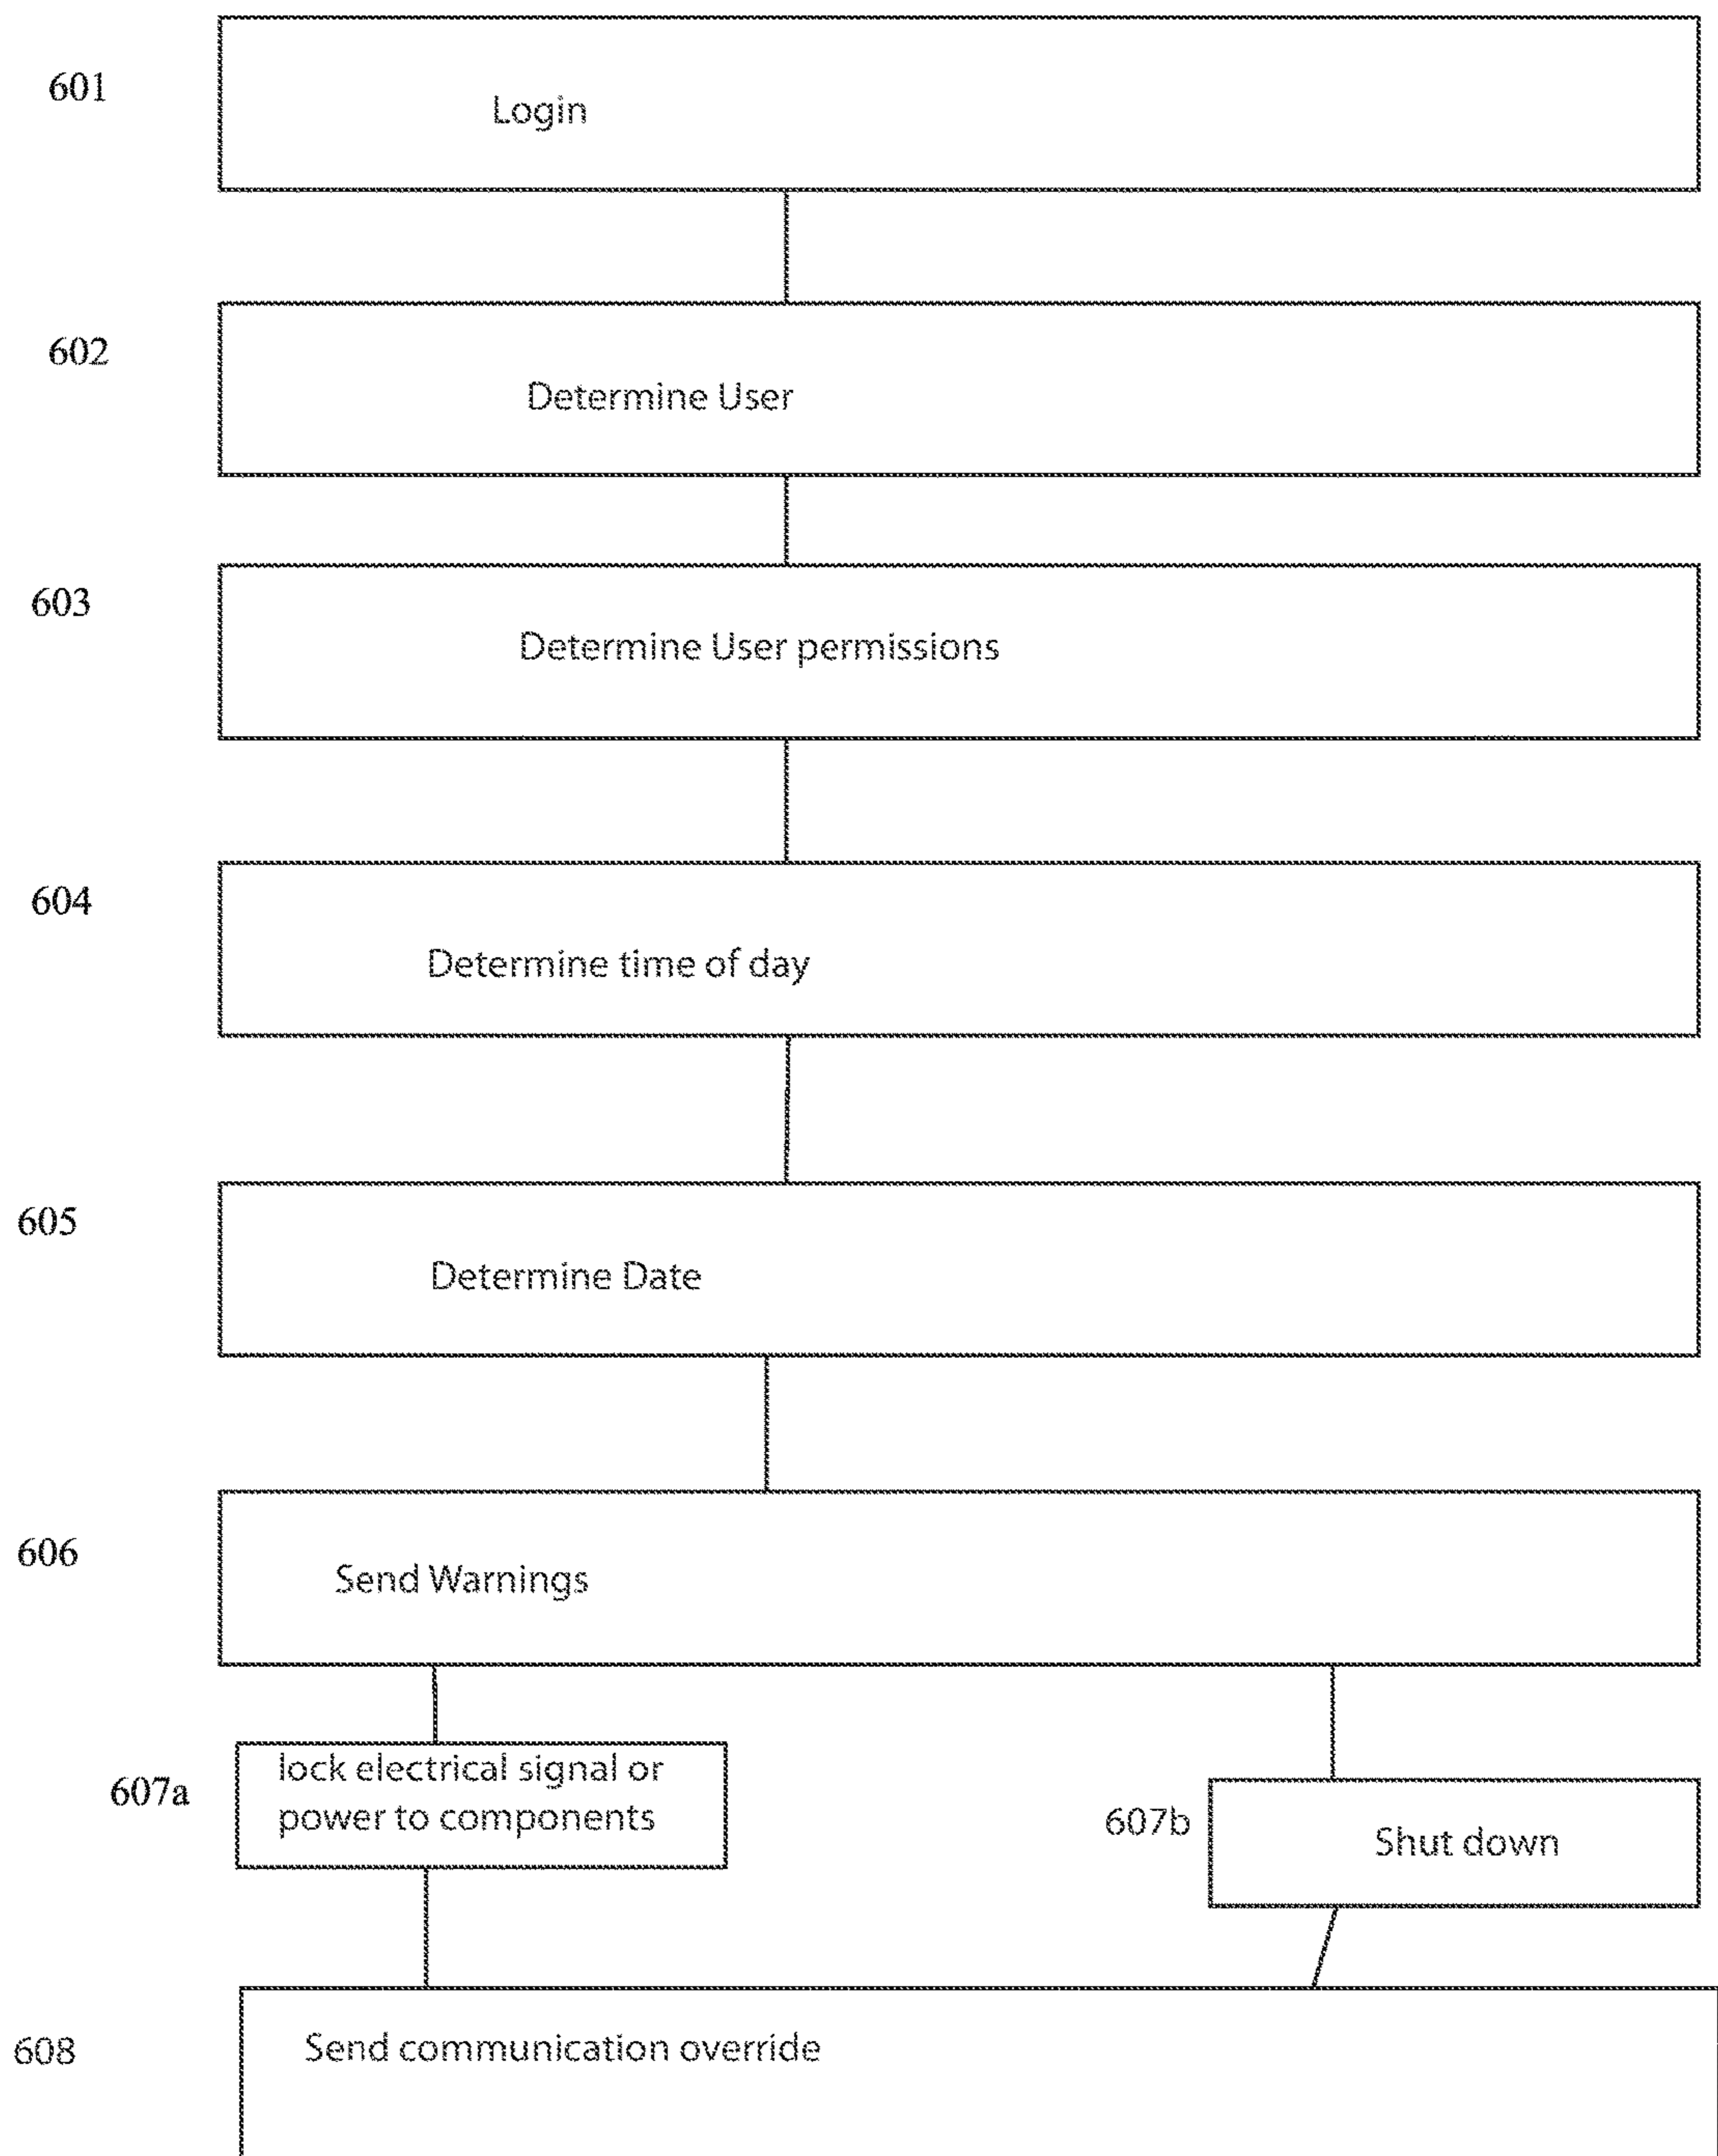 601
Login
602
Determine User
603
Determine User permissions
604
Determine time of day
605
Determine Date
606
Send Warnings
607a
lock electrical signal or
power to components
607b
Shut down
608
Send communication override